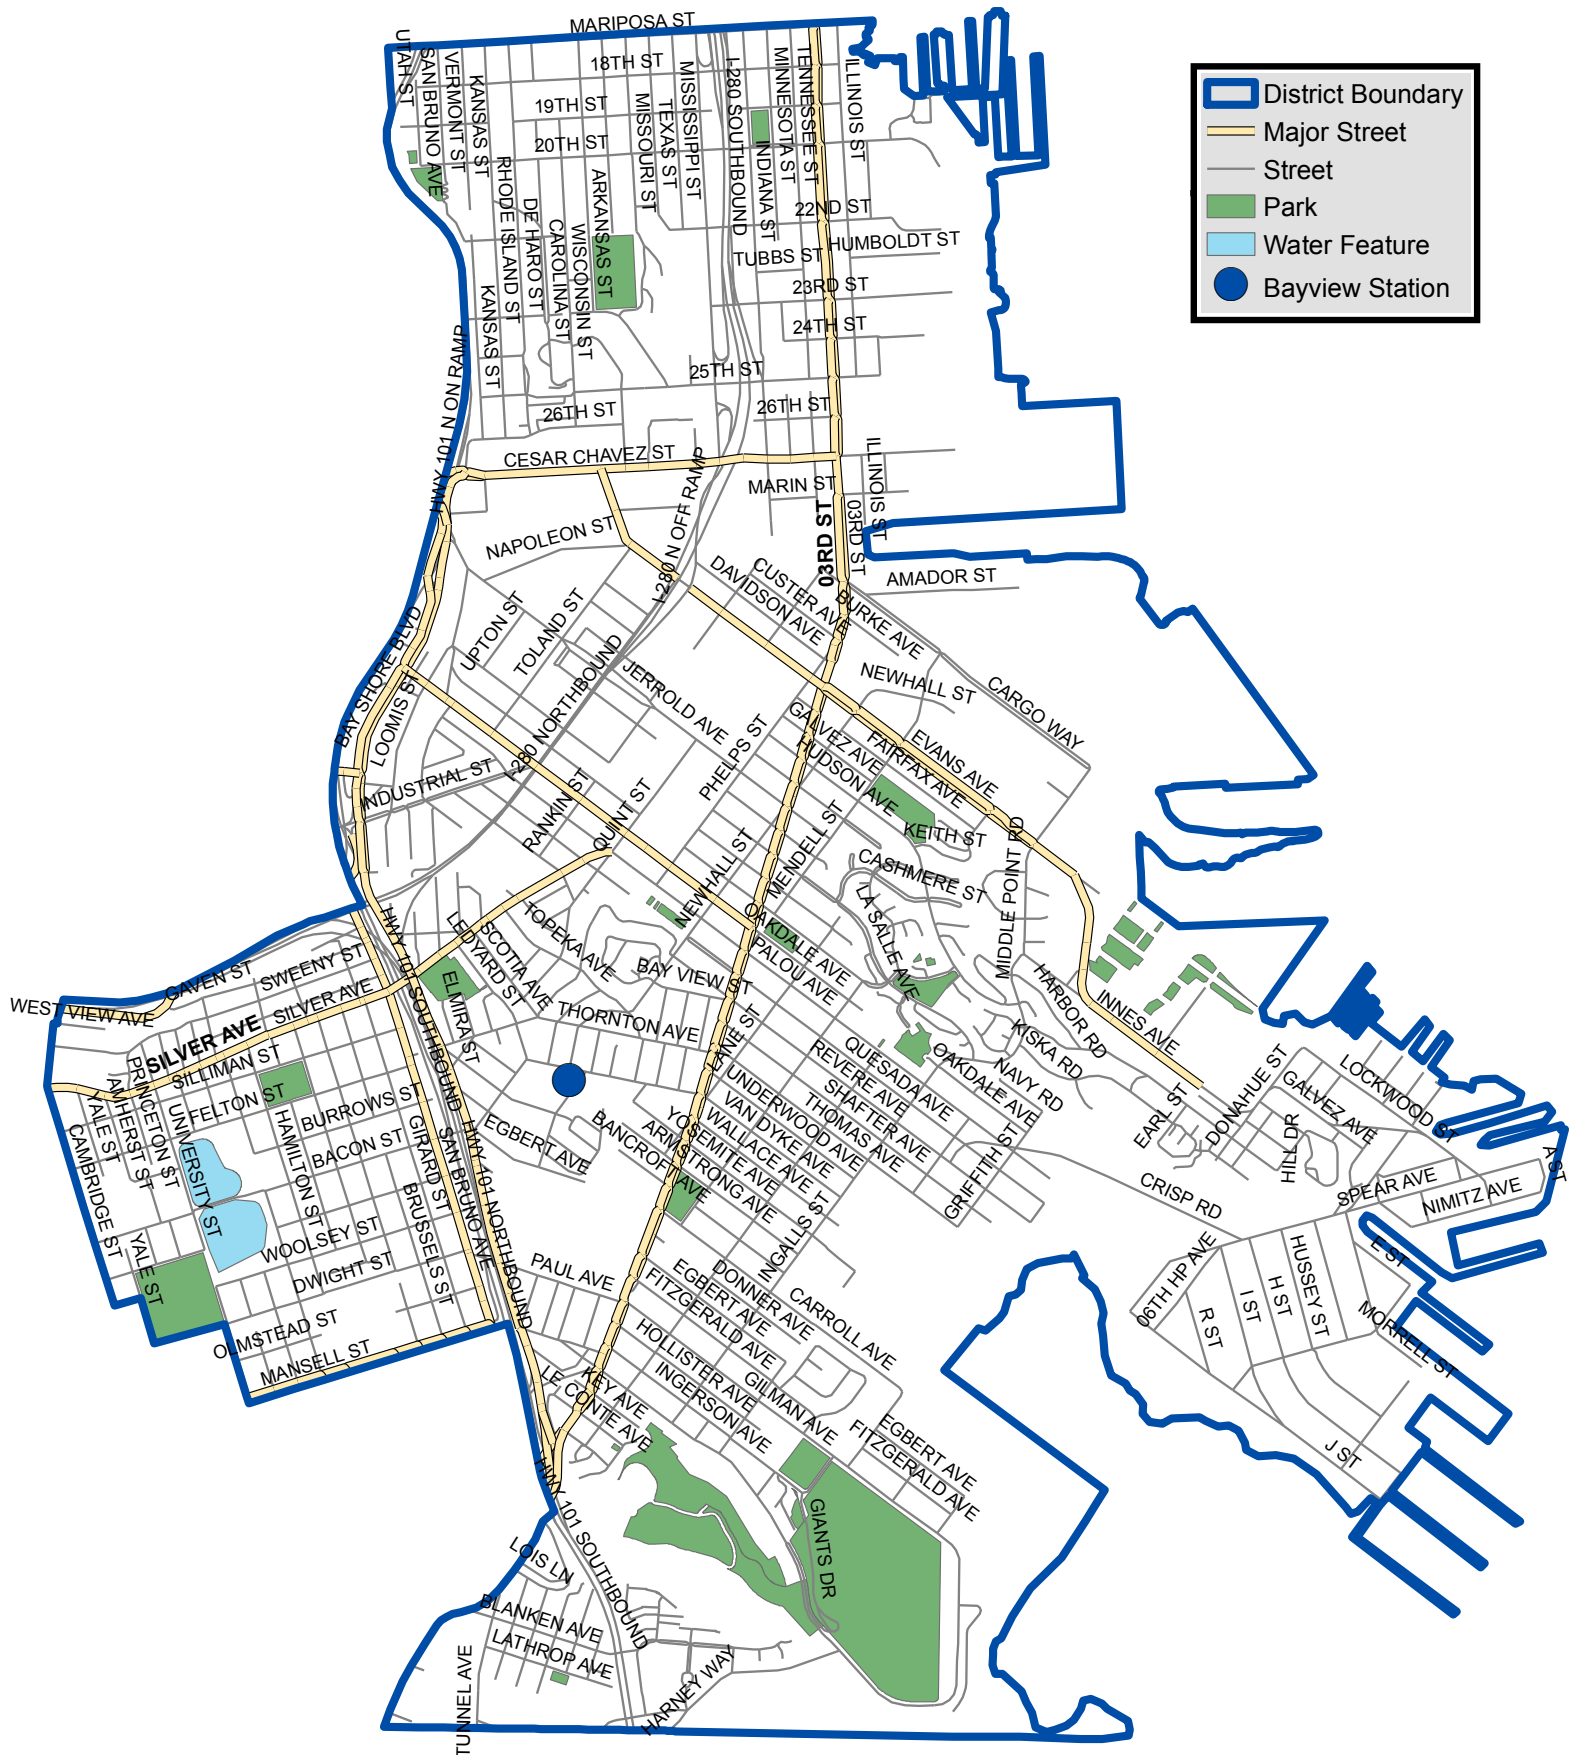 MARIPOSA ST
UTAH ST
SAN BRUNO AVE
VERMONT ST
KANSAS ST
18TH ST
19TH ST
20TH ST
MISSOURI ST
TEXAS ST
MISSISSIPPI ST
I-280 SOUTHBOUND
MINNESOTA ST
TENNESSEE ST
ILLINOIS ST
INDIANA ST
RHODE ISLAND ST
DE HARO ST
CAROLINA ST
WISCONSIN ST
ARKANSAS ST
22ND ST
TUBBS ST
HUMBOLDT ST
23RD ST
24TH ST
KANSAS ST
25TH ST
26TH ST
26TH ST
HWY 101 N ON RAMP
CESAR CHAVEZ ST
MARIN ST
ILLINOIS ST
03RD ST
03RD ST
NAPOLEON ST
I-280 N OFF RAMP
AMADOR ST
CUSTER AVE
DAVIDSON AVE
BURKE AVE
UPTON ST
TOLAND ST
BAY SHORE BLVD
LOOMIS ST
I-280 NORTHBOUND
JERROLD AVE
NEWHALL ST
CARGO WAY
PHELPS ST
GALVEZ AVE
HUDSON AVE
FAIRFAX AVE
EVANS AVE
INDUSTRIAL ST
RANKIN ST
QUINT ST
KEITH ST
MENDELL ST
NEWHALL ST
CASHMERE ST
LA SALLE AVE
MIDDLE POINT RD
HWY 101 SOUTHBOUND
LEDYARD ST
SCOTIA AVE
TOPEKA AVE
BAY VIEW ST
OAKDALE AVE
PALOU AVE
HARBOR RD
INNES AVE
GAVEN ST
SWEENY ST
SILVER AVE
WEST VIEW AVE
SILVER AVE
ELMIRA ST
THORNTON AVE
LANE ST
KISKA RD
NAVY RD
OAKDALE AVE
QUESADA AVE
REVERE AVE
SHAFTER AVE
THOMAS AVE
UNDERWOOD AVE
VAN DYKE AVE
WALLACE AVE
YOSEMITE AVE
ARMSTRONG AVE
BANCROFT AVE
EGBERT AVE
SILLIMAN ST
FELTON ST
BURROWS ST
BACON ST
PRINCETON ST
AMHERST ST
YALE ST
CAMBRIDGE ST
UNIVERSITY ST
HAMILTON ST
GIRARD ST
SAN BRUNO AVE
HWY 101 NORTHBOUND
BRUSSELS ST
WOOLSEY ST
DWIGHT ST
YALE ST
OLMSTEAD ST
MANSELL ST
GRIFFITH ST
INGALLS ST
EARL ST
DONAHUE ST
GALVEZ AVE
LOCKWOOD ST
HILL DR
CRISP RD
SPEAR AVE
NIMITZ AVE
A ST
E ST
06TH HP AVE
R ST
I ST
H ST
HUSSEY ST
MORRELL ST
J ST
PAUL AVE
EGBERT AVE
FITZGERALD AVE
DONNER AVE
CARROLL AVE
HOLLISTER AVE
INGERSON AVE
GILMAN AVE
KEY AVE
LE CONTE AVE
FITZGERALD AVE
EGBERT AVE
GIANTS DR
HWY 101 SOUTHBOUND
LOIS LN
BLANKEN AVE
LATHROP AVE
TUNNEL AVE
HARNEY WAY
District Boundary
Major Street
Street
Park
Water Feature
Bayview Station